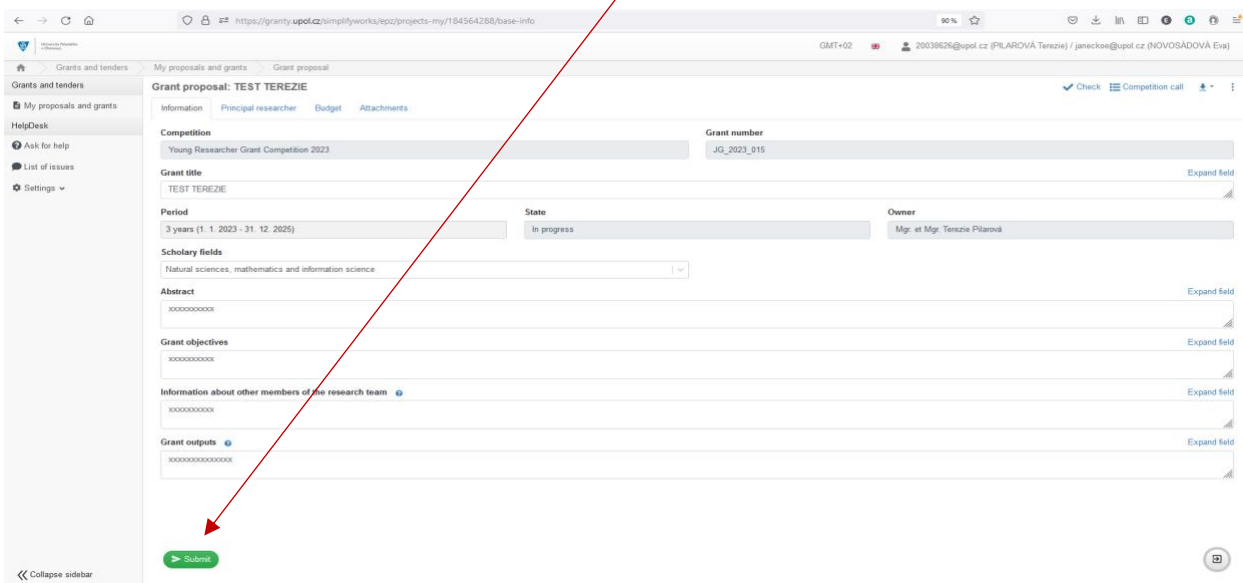 https://granty.upol.cz/simplifyworks/epz/projects-my/184564288/base-info
90 %
GMT+02
20038626@upol.cz (PILAROVÁ Terezie) / janeckoe@upol.cz (NOVOSÁDOVÁ Eva)
Grants and tenders
My proposals and grants
Grant proposal
Grants and tenders
My proposals and grants
HelpDesk
Ask for help
List of issues
Settings
Grant proposal: TEST TEREZIE
Check
Competition call
Information
Principal researcher
Budget
Attachments
Competition
Grant number
Young Researcher Grant Competition 2023
JG_2023_015
Grant title
Expand field
TEST TEREZIE
Period
State
Owner
3 years (1. 1. 2023 - 31. 12. 2025)
In progress
Mgr. et Mgr. Terezie Pilarová
Scholary fields
Natural sciences, mathematics and information science
Abstract
Expand field
xxxxxxxxxx
Grant objectives
Expand field
xxxxxxxxxx
Information about other members of the research team
Expand field
xxxxxxxxxx
Grant outputs
Expand field
xxxxxxxxxxxxxx
Submit
Collapse sidebar